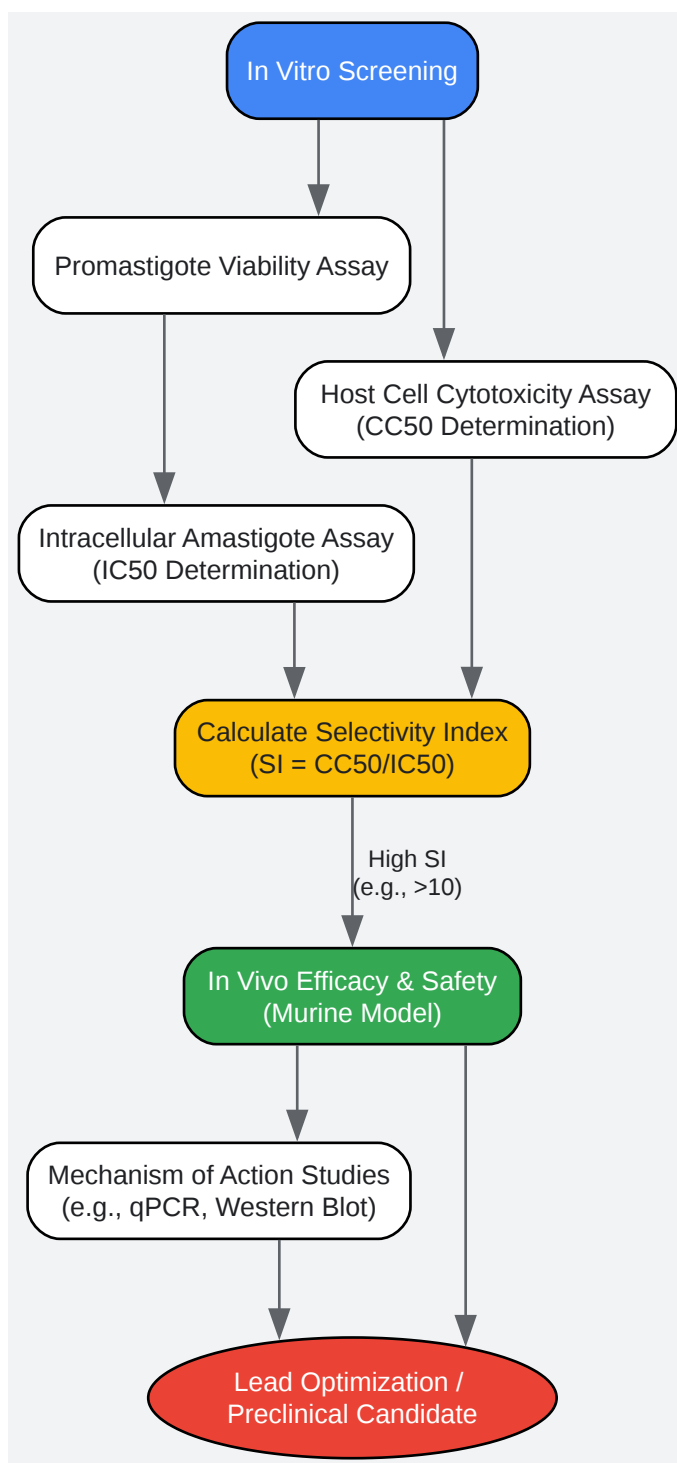 In Vitro Screening
Promastigote Viability Assay
Host Cell Cytotoxicity Assay
(CC50 Determination)
Intracellular Amastigote Assay
(IC50 Determination)
Calculate Selectivity Index
(SI = CC50/IC50)
High SI
(e.g., >10)
In Vivo Efficacy & Safety
(Murine Model)
Mechanism of Action Studies
(e.g., qPCR, Western Blot)
Lead Optimization /
Preclinical Candidate